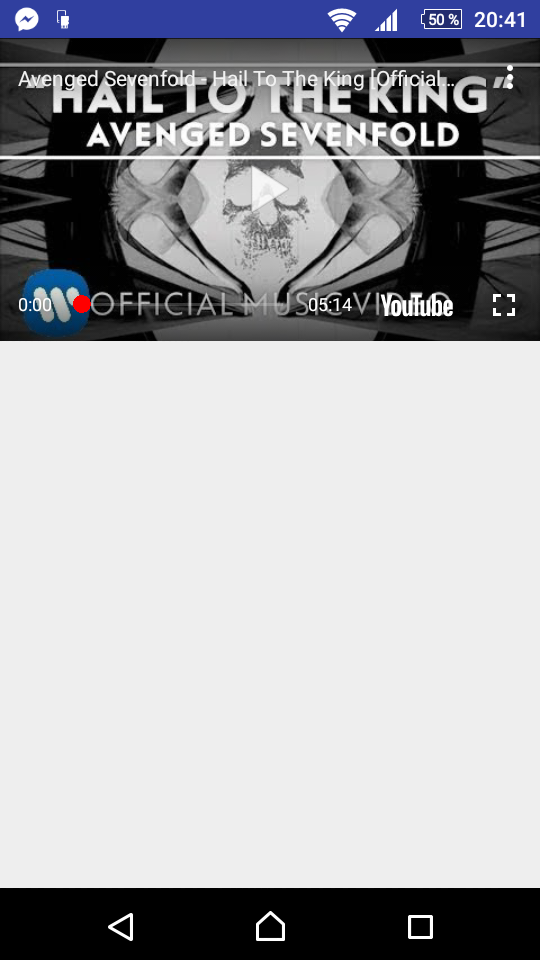 50 % 20:41
Avenged Sevenfold - Hail To The King [Official...
"HAIL TO THE KING"
AVENGED SEVENFOLD
OFFICIAL MUSIC VIDEO
0:00 05:14 YouTube